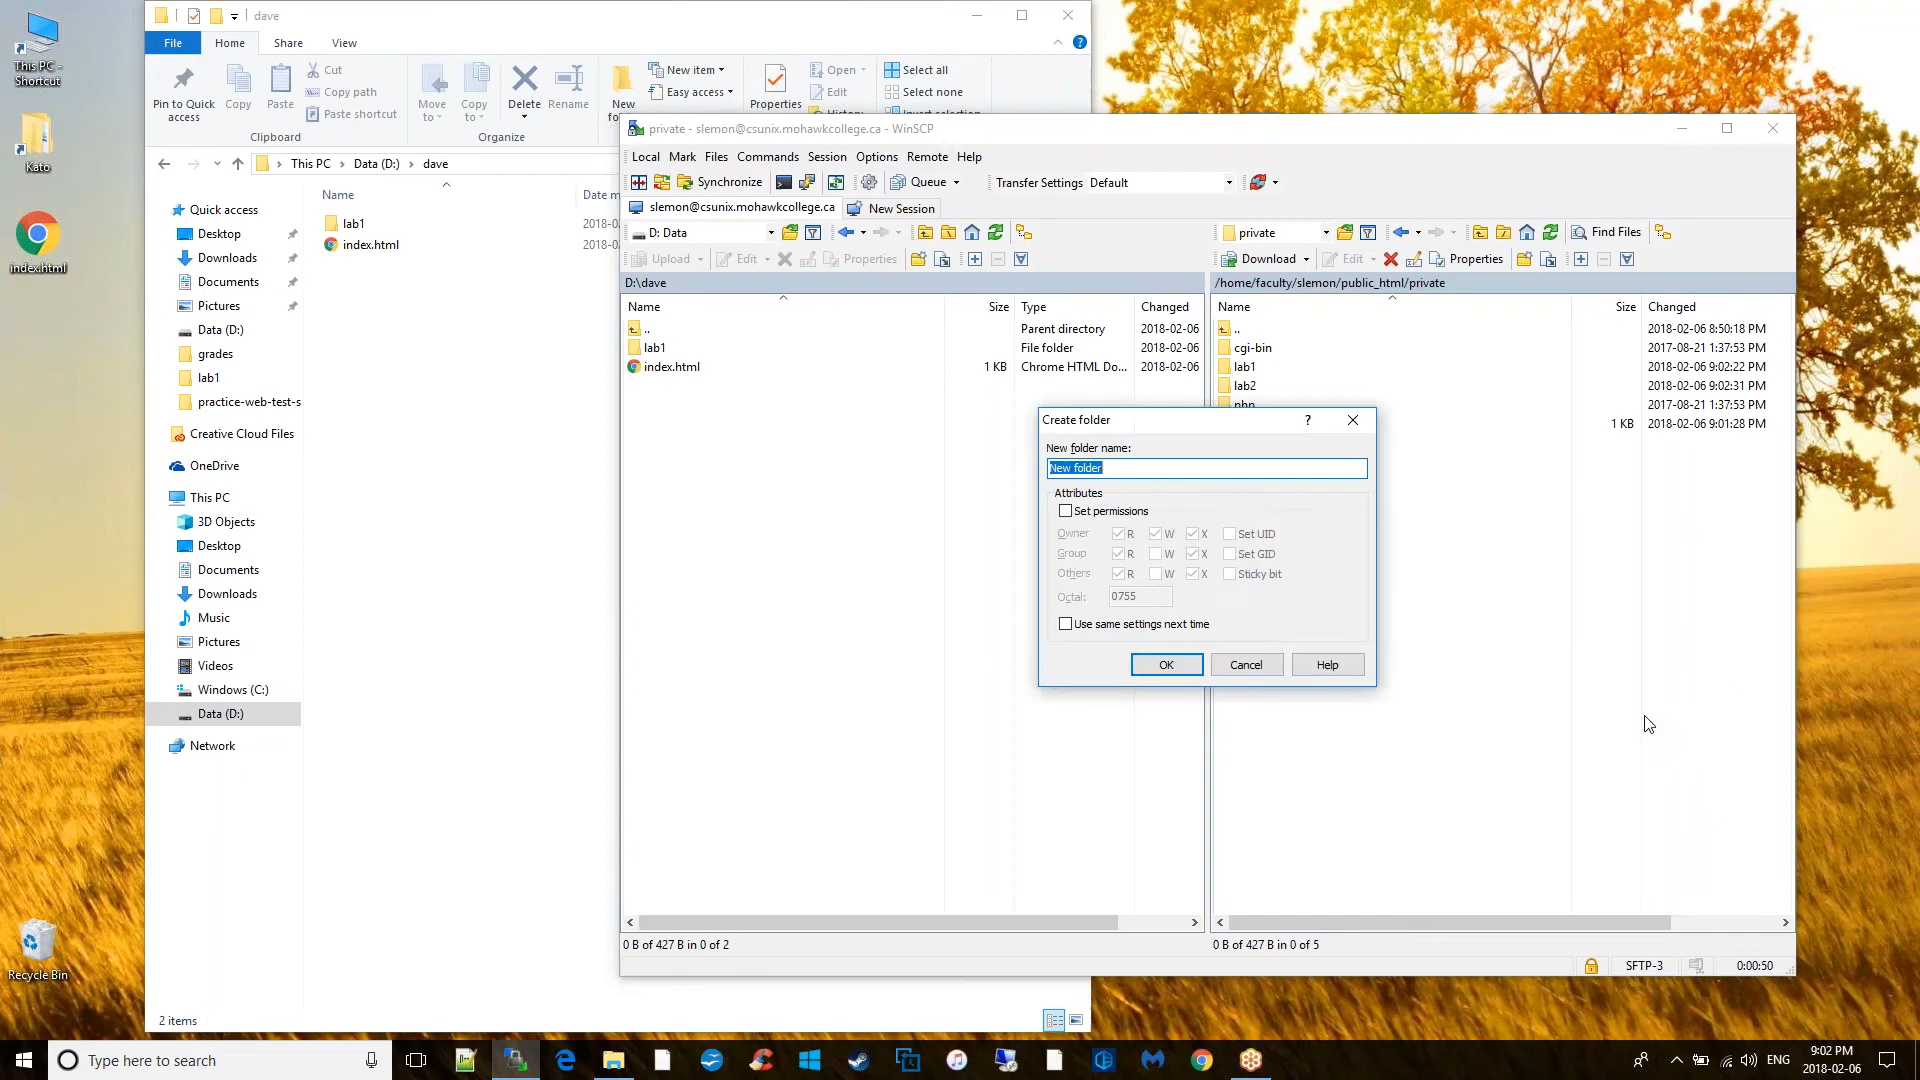 This PC -
Shortcut
Kato
index.html
Recycle Bin
dave
File
Home
Share
View
Pin to Quick
access
Copy
Paste
Cut
Copy path
Paste shortcut
Clipboard
Move
to
Copy
to
Delete
Rename
Organize
New
New item
Easy access
Properties
Open
Edit
History
Select all
Select none
Invert selection
This PC
Data (D:)
dave
Quick access
Desktop
Downloads
Documents
Pictures
Data (D:)
grades
lab1
practice-web-test-s
Creative Cloud Files
OneDrive
This PC
3D Objects
Desktop
Documents
Downloads
Music
Pictures
Videos
Windows (C:)
Data (D:)
Network
Name
Date m
lab1
2018-0
index.html
2018-0
2 items
private - slemon@csunix.mohawkcollege.ca - WinSCP
Local Mark Files Commands Session Options Remote Help
Synchronize
Queue
Transfer Settings Default
slemon@csunix.mohawkcollege.ca
New Session
D: Data
Upload
Edit
Properties
D:\dave
Name Size Type Changed
.. Parent directory 2018-02-06
lab1 File folder 2018-02-06
index.html 1 KB Chrome HTML Do... 2018-02-06
0 B of 427 B in 0 of 2
private
Find Files
Download
Edit
Properties
/home/faculty/slemon/public_html/private
Name Size Changed
.. 2018-02-06 8:50:18 PM
cgi-bin 2017-08-21 1:37:53 PM
lab1 2018-02-06 9:02:22 PM
lab2 2018-02-06 9:02:31 PM
php 2017-08-21 1:37:53 PM
1 KB 2018-02-06 9:01:28 PM
0 B of 427 B in 0 of 5
SFTP-3
0:00:50
Create folder
?
New folder name:
New folder
Attributes
Set permissions
Owner R W X Set UID
Group R W X Set GID
Others R W X Sticky bit
Octal: 0755
Use same settings next time
OK
Cancel
Help
Type here to search
ENG
9:02 PM
2018-02-06